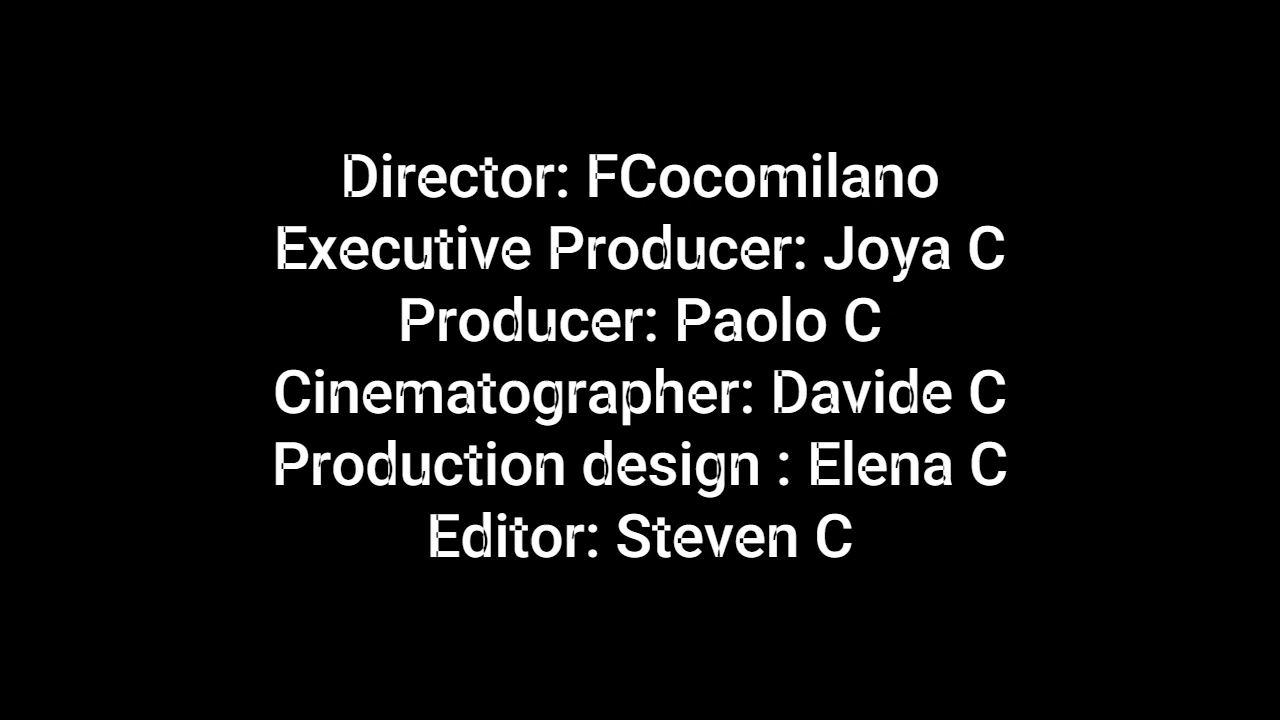 Director: FCocomilano
Executive Producer: Joya C
Producer: Paolo C
Cinematographer: Davide C
Production design : Elena C
Editor: Steven C